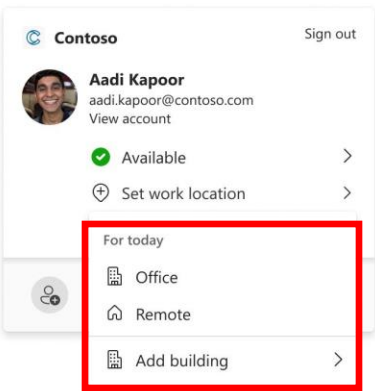 Contoso
Sign out
Aadi Kapoor
aadi.kapoor@contoso.com
View account
Available
Set work location
For today
Office
Remote
Add building